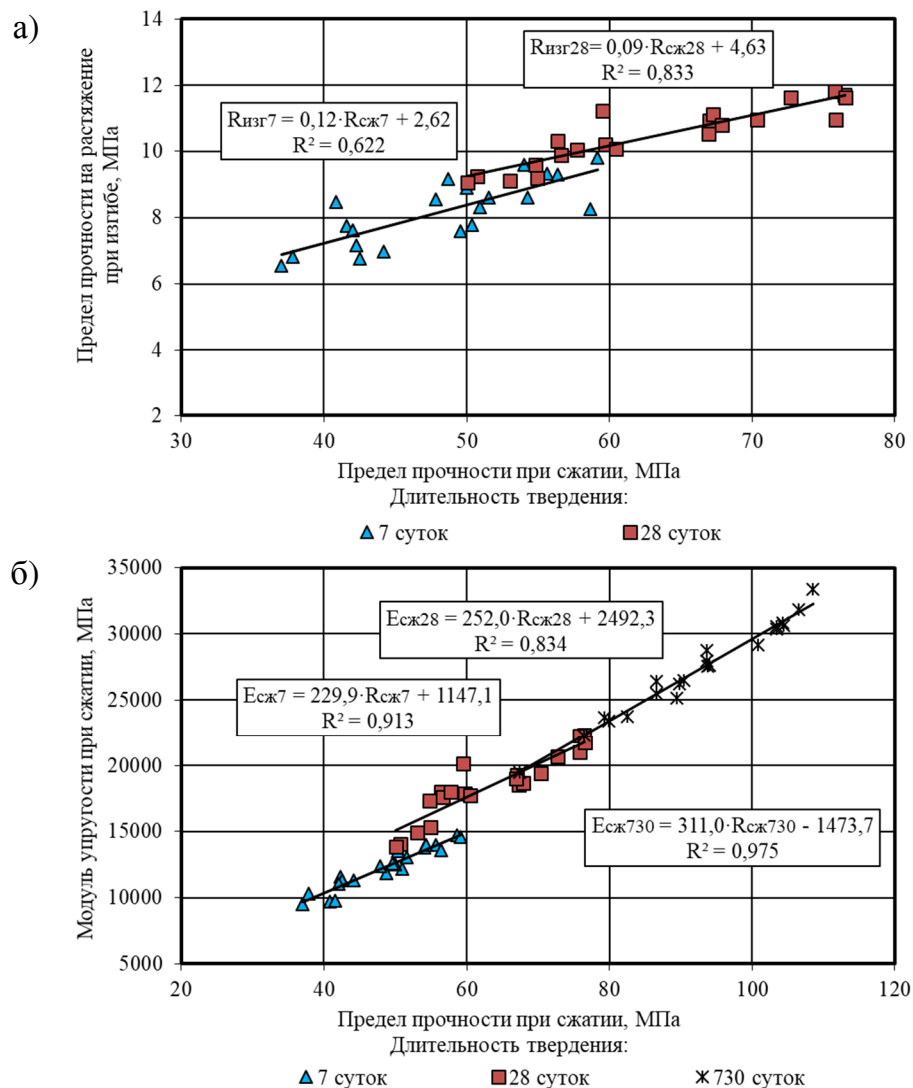 а)
14
12
10
8
6
4
2
Предел прочности на растяжение
при изгибе, МПа
Rизг28= 0,09·Rсж28 + 4,63
R² = 0,833
Rизг7 = 0,12·Rсж7 + 2,62
R² = 0,622
30 40 50 60 70 80
Предел прочности при сжатии, МПа
Длительность твердения:
7 суток 28 суток
б)
35000
30000
25000
20000
15000
10000
5000
Модуль упругости при сжатии, МПа
Eсж28 = 252,0·Rсж28 + 2492,3
R² = 0,834
Eсж7 = 229,9·Rсж7 + 1147,1
R² = 0,913
Eсж730 = 311,0·Rсж730 - 1473,7
R² = 0,975
20 40 60 80 100 120
Предел прочности при сжатии, МПа
Длительность твердения:
7 суток 28 суток 730 суток